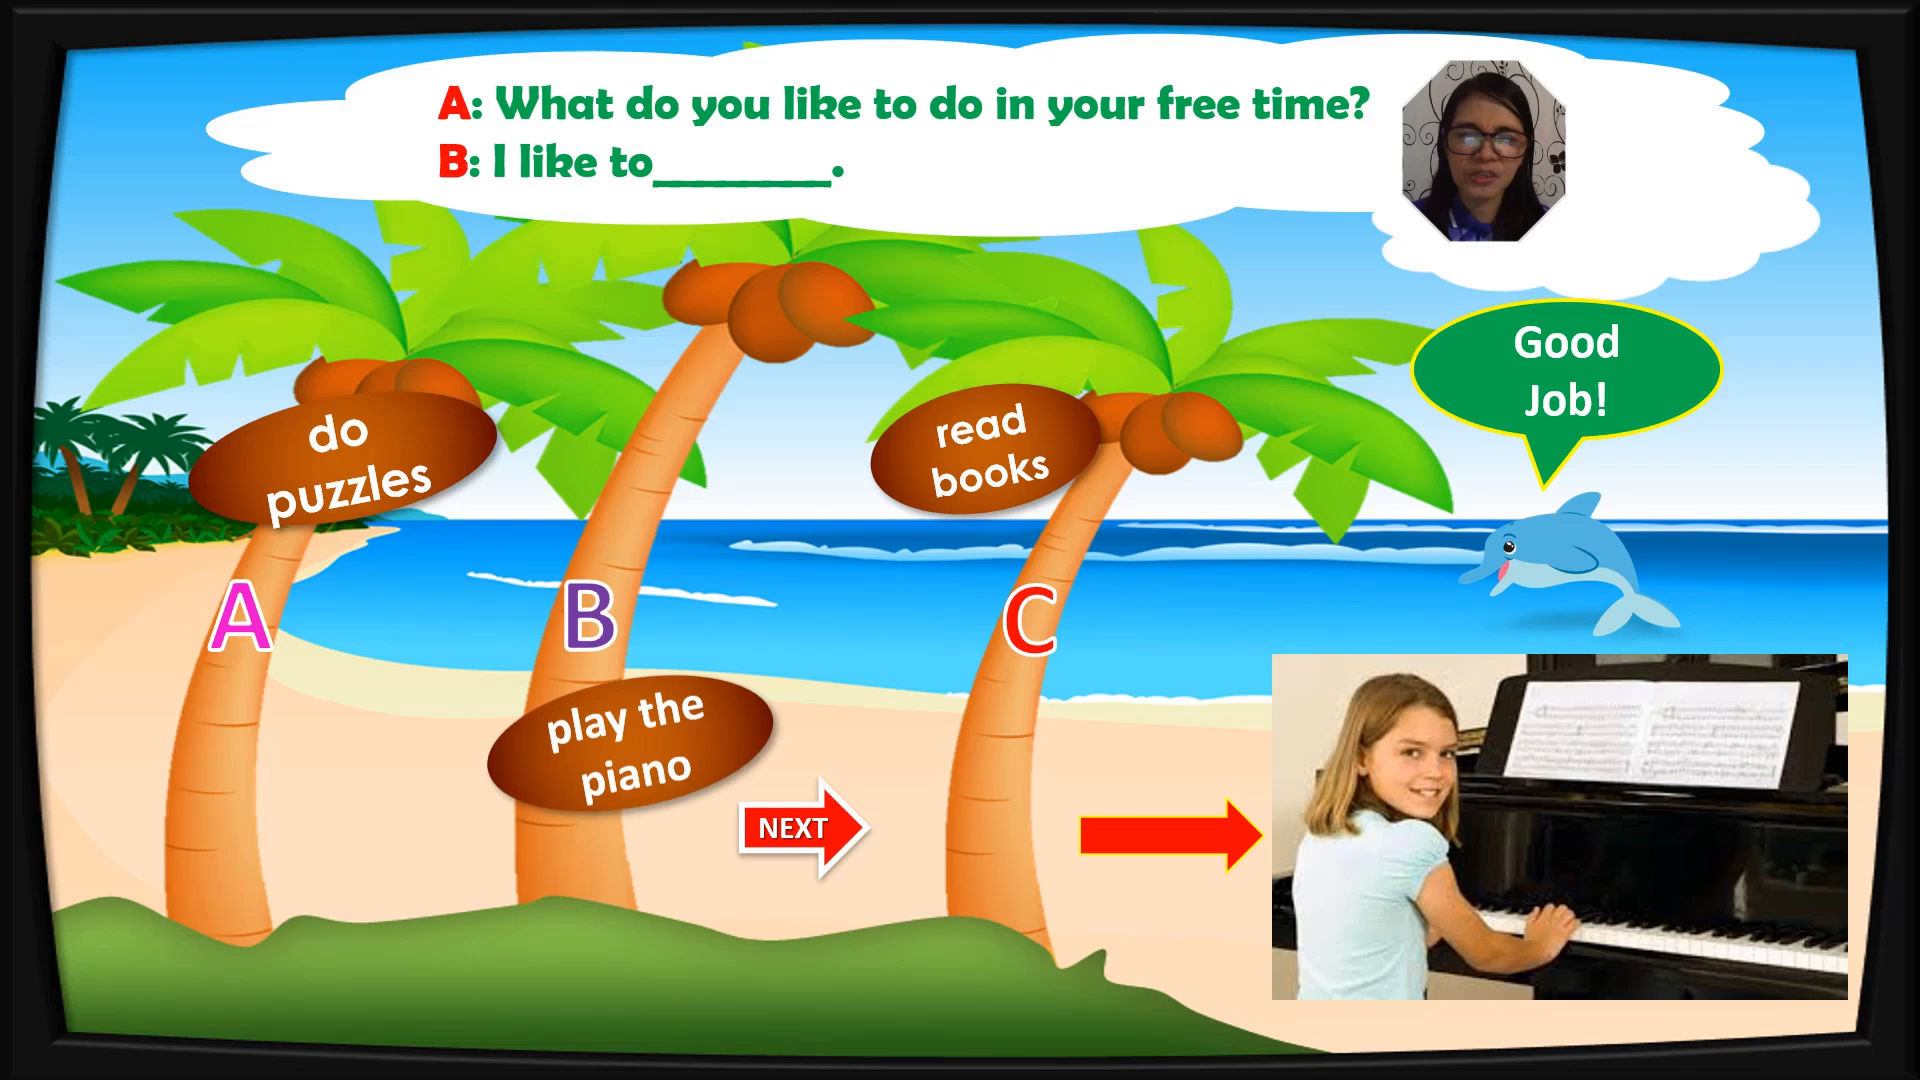 A: What do you like to do in your free time?
B: I like to________.
Good
Job!
do
puzzles
read
books
A
B
C
play the
piano
NEXT